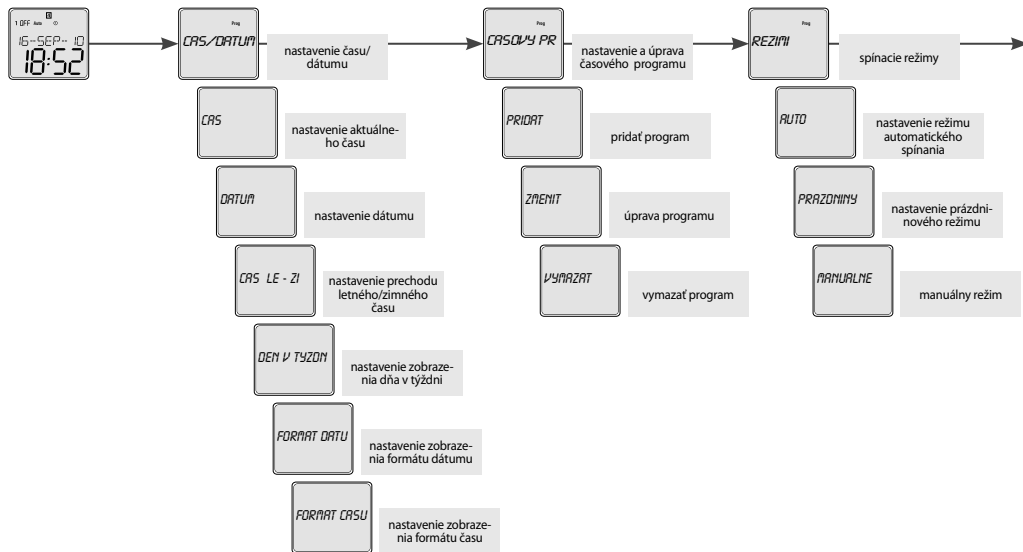 4
1 OFF Auto
16-SEP-10
18:52
Prog
CAS/DATUM
nastavenie času/
dátumu
Prog
CASOVY PR
nastavenie a úprava
časového programu
Prog
REZIMI
spínacie režimy
CAS
nastavenie aktuálne-
ho času
PRIDAT
pridať program
AUTO
nastavenie režimu
automatického
spínania
DATUM
nastavenie dátumu
ZMENIT
úprava programu
PRAZDNINY
nastavenie prázdni-
nového režimu
CAS LE - ZI
nastavenie prechodu
letného/zimného
času
VYMAZAT
vymazať program
MANUALNE
manuálny režim
DEN V TYZDN
nastavenie zobraze-
nia dňa v týždni
FORMAT DATU
nastavenie zobraze-
nia formátu dátumu
FORMAT CASU
nastavenie zobraze-
nia formátu času